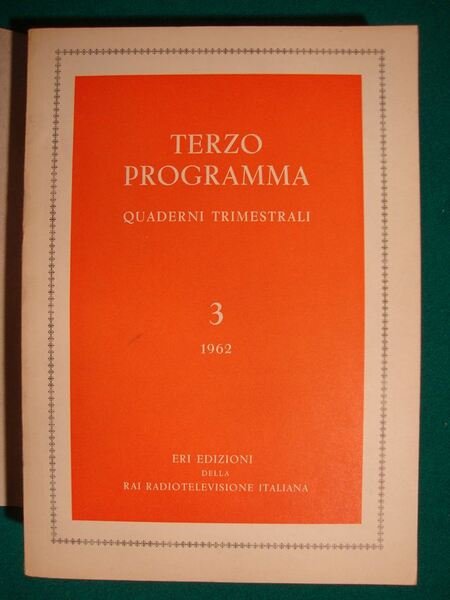 TERZO
PROGRAMMA
QUADERNI TRIMESTRALI
3
1962
ERI EDIZIONI
DELLA
RAI RADIOTELEVISIONE ITALIANA